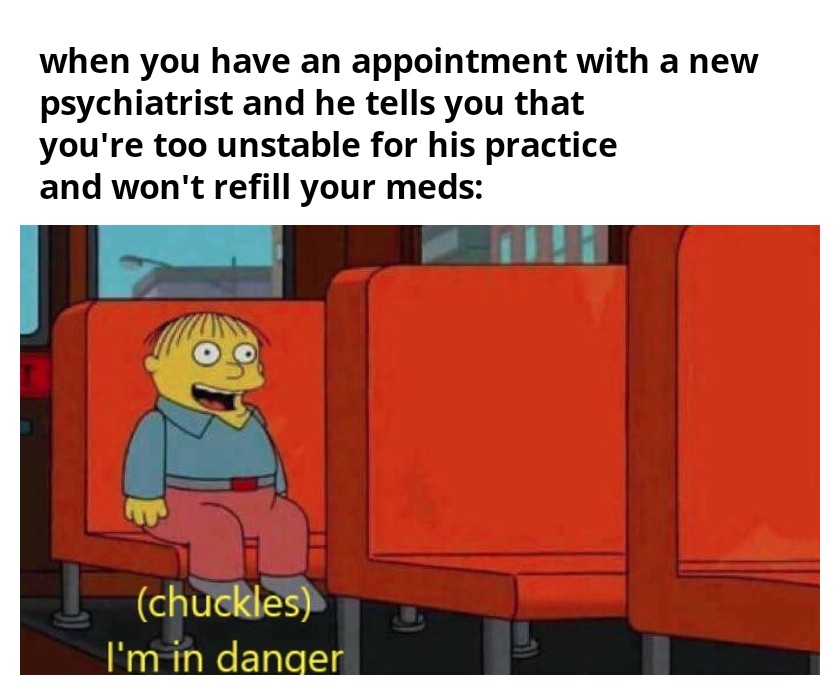 when you have an appointment with a new
psychiatrist and he tells you that
you're too unstable for his practice
and won't refill your meds:
T
(chuckles)
I'm in danger